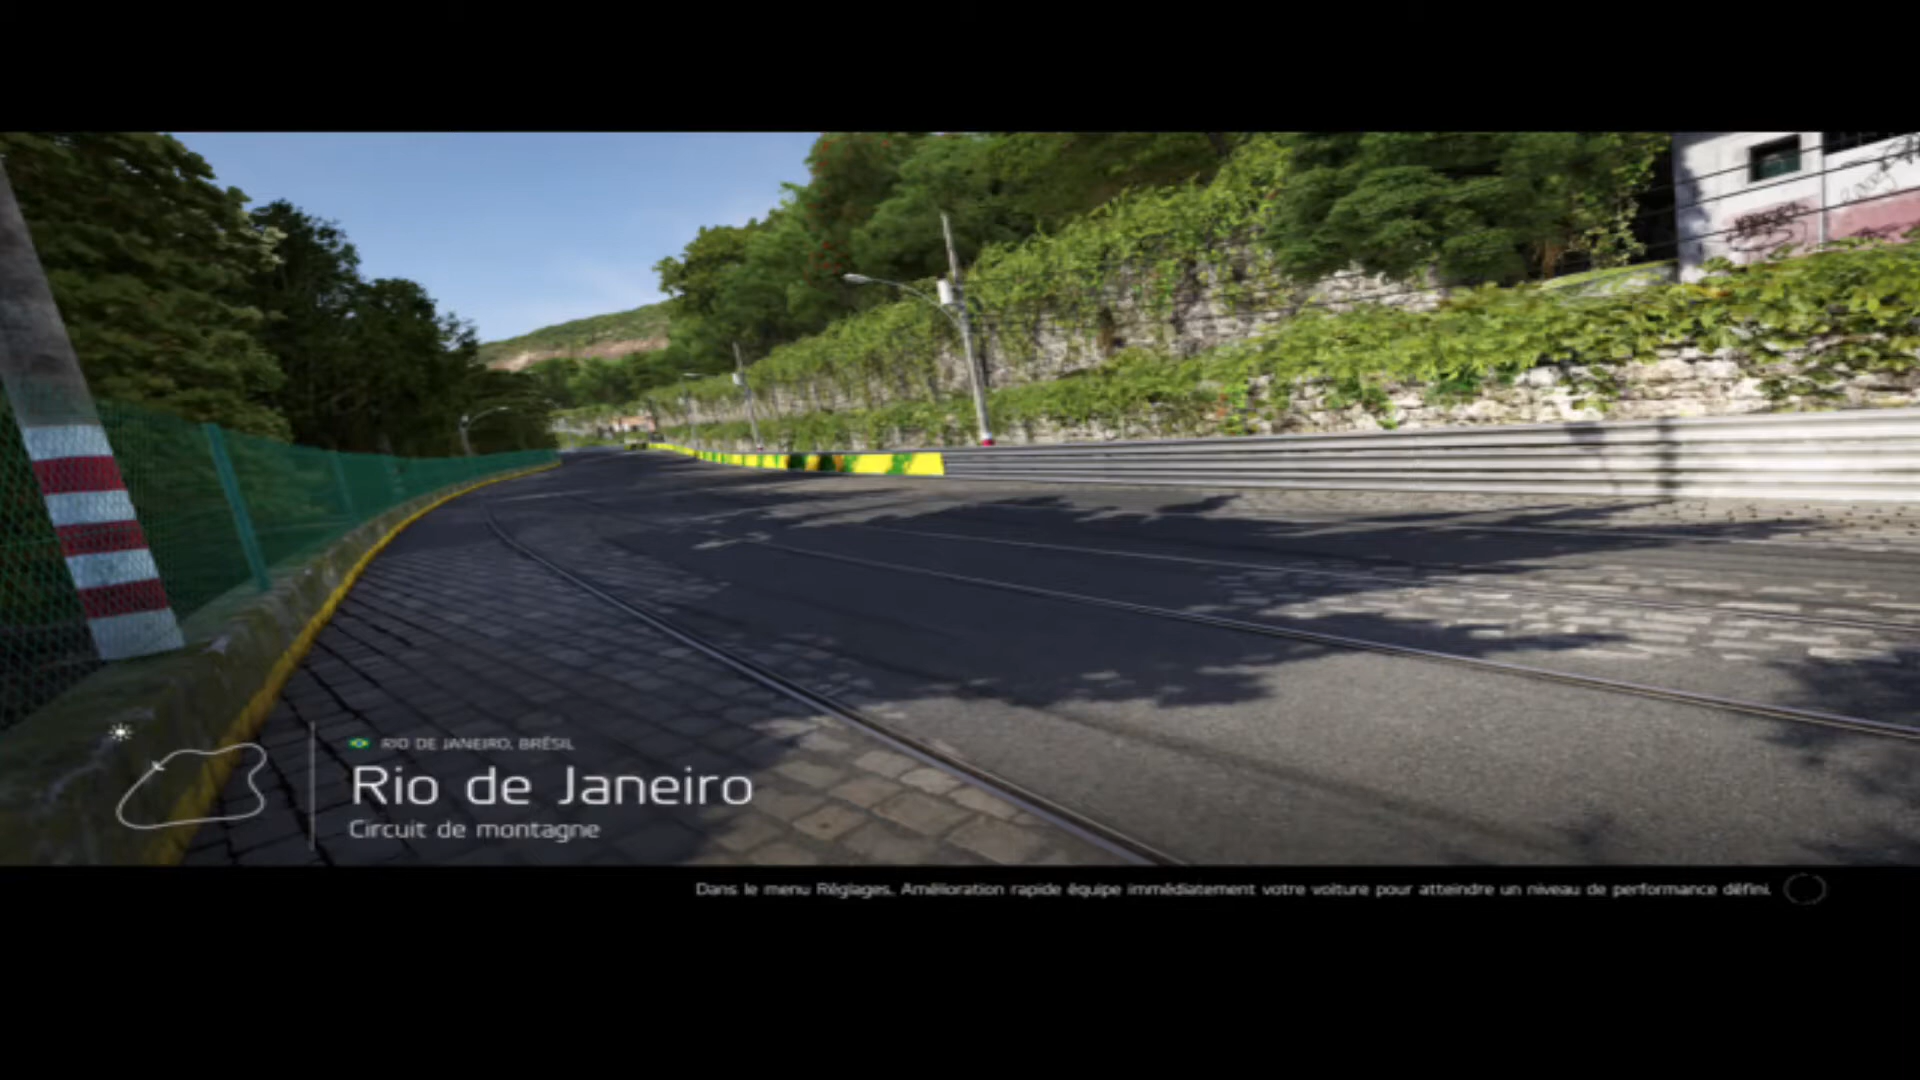 RIO DE JANEIRO, BRÉSIL
Rio de Janeiro
Circuit de montagne
Dans le menu Réglages, Amélioration rapide équipe immédiatement votre voiture pour atteindre un niveau de performance défini.